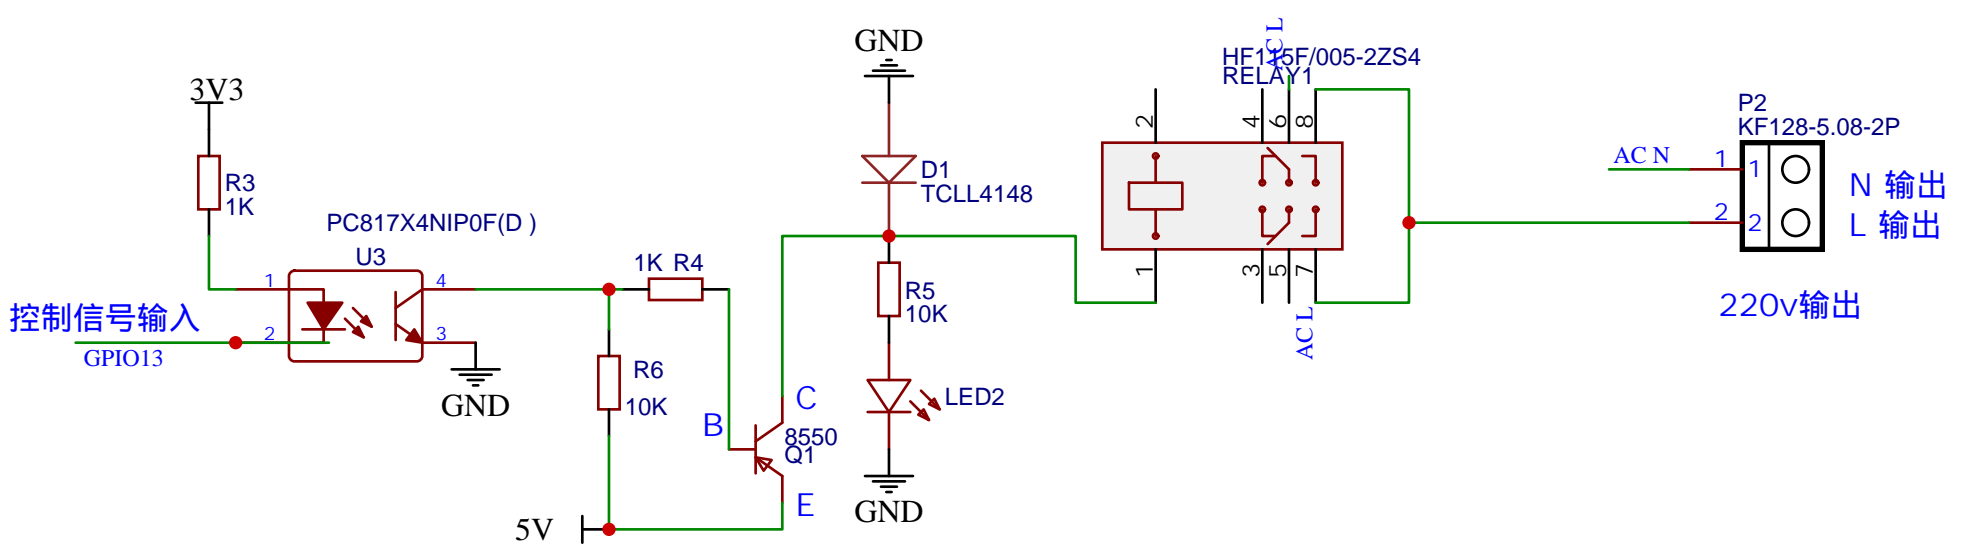 3V3
R3
1K
PC817X4NIP0F(D )
U3
1
4
控制信号输入
2
3
GPIO13
GND
1K R4
R6
10K
5V
B
C
8550
Q1
E
GND
D1
TCLL4148
R5
10K
LED2
GND
AC L
HF115F/005-2ZS4
RELAY1
2
4
6
8
1
3
5
7
AC L
P2
KF128-5.08-2P
AC N
1
1
2
2
N 输出
L 输出
220v输出